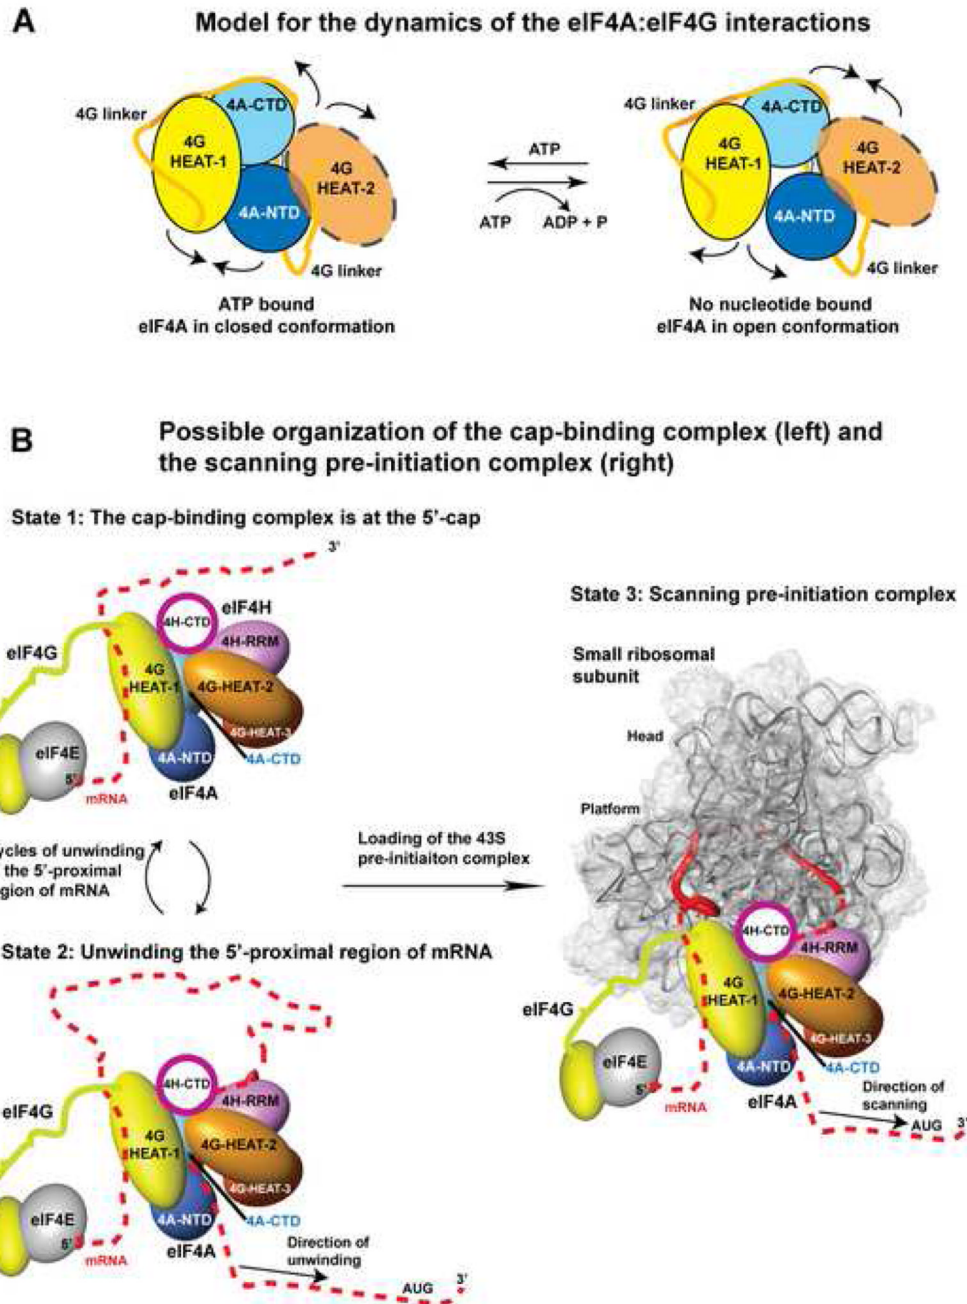 A
Model for the dynamics of the eIF4A:eIF4G interactions
4G linker
4A-CTD
4G
HEAT-1
4G
HEAT-2
4A-NTD
4G linker
ATP bound
eIF4A in closed conformation
ATP
ATP
ADP + P
4G linker
4A-CTD
4G
HEAT-1
4G
HEAT-2
4A-NTD
4G linker
No nucleotide bound
eIF4A in open conformation
B
Possible organization of the cap-binding complex (left) and
the scanning pre-initiation complex (right)
State 1: The cap-binding complex is at the 5'-cap
3'
eIF4H
4H-CTD
4H-RRM
eIF4G
4G
HEAT-1
4G-HEAT-2
4G-HEAT-3
eIF4E
4A-NTD
4A-CTD
5'
mRNA
eIF4A
ycles of unwinding
the 5'-proximal
gion of mRNA
Loading of the 43S
pre-initiaiton complex
State 2: Unwinding the 5'-proximal region of mRNA
4H-CTD
4H-RRM
eIF4G
4G
HEAT-1
4G-HEAT-2
4G-HEAT-3
eIF4E
4A-NTD
4A-CTD
5'
mRNA
eIF4A
Direction of
unwinding
AUG
3'
State 3: Scanning pre-initiation complex
Small ribosomal
subunit
Head
Platform
4H-CTD
4H-RRM
4G
HEAT-1
4G-HEAT-2
eIF4G
4G-HEAT-3
eIF4E
4A-NTD
4A-CTD
5'
mRNA
eIF4A
Direction of
scanning
AUG
3'